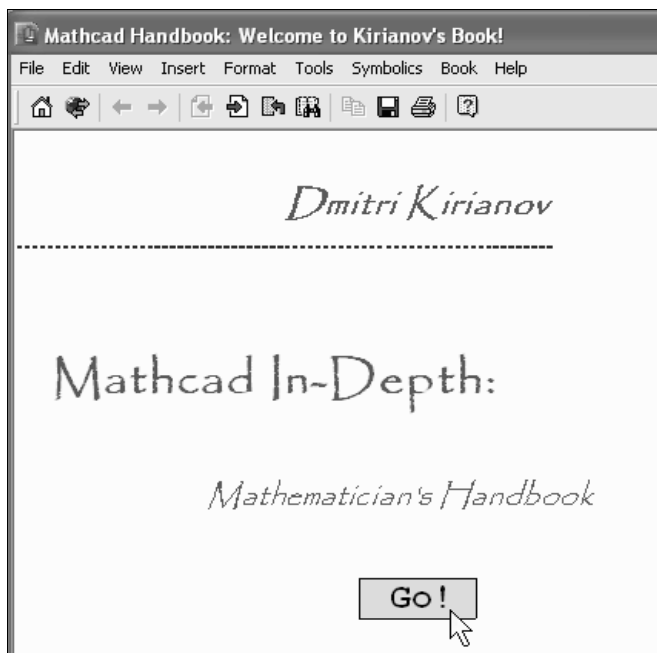 Mathcad Handbook: Welcome to Kirianov's Book!
File Edit View Insert Format Tools Symbolics Book Help
Dmitri Kirianov
Mathcad In-Depth:
Mathematician's Handbook
Go!